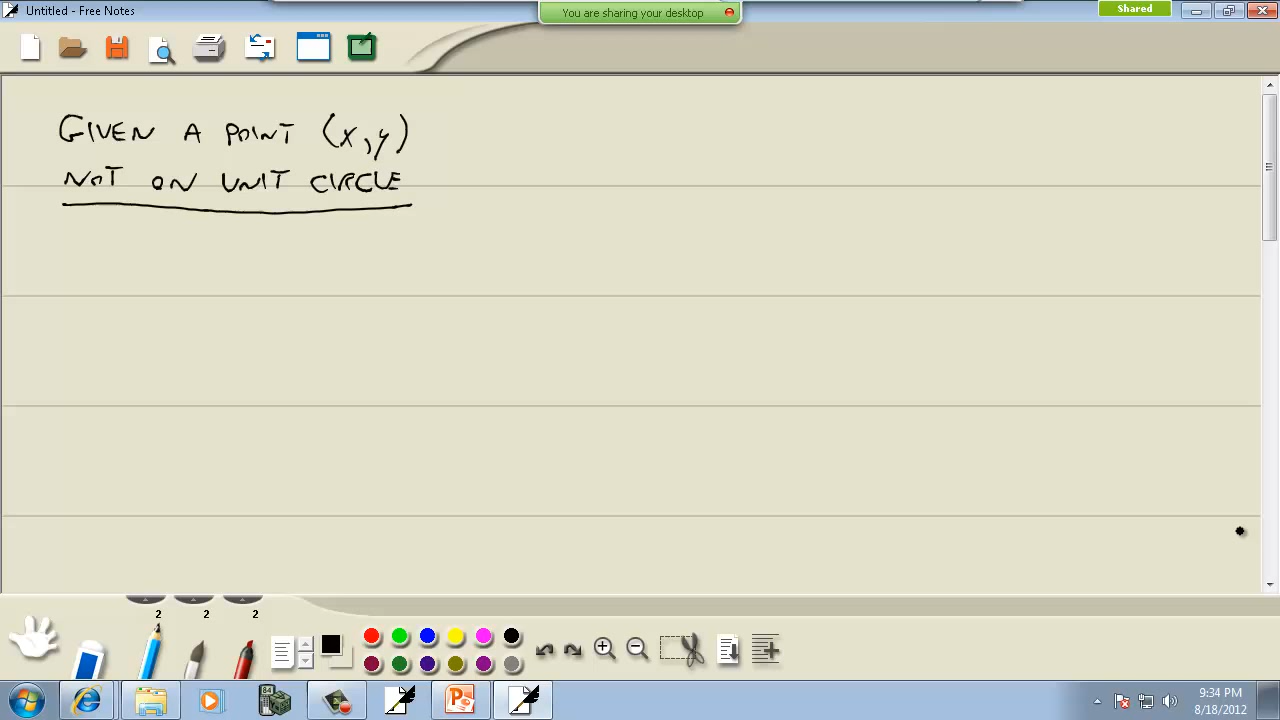 Untitled - Free Notes
You are sharing your desktop
Shared
GIVEN A POINT (x,y)
NOT ON UNIT CIRCLE
2
2
2
84
9:34 PM
8/18/2012